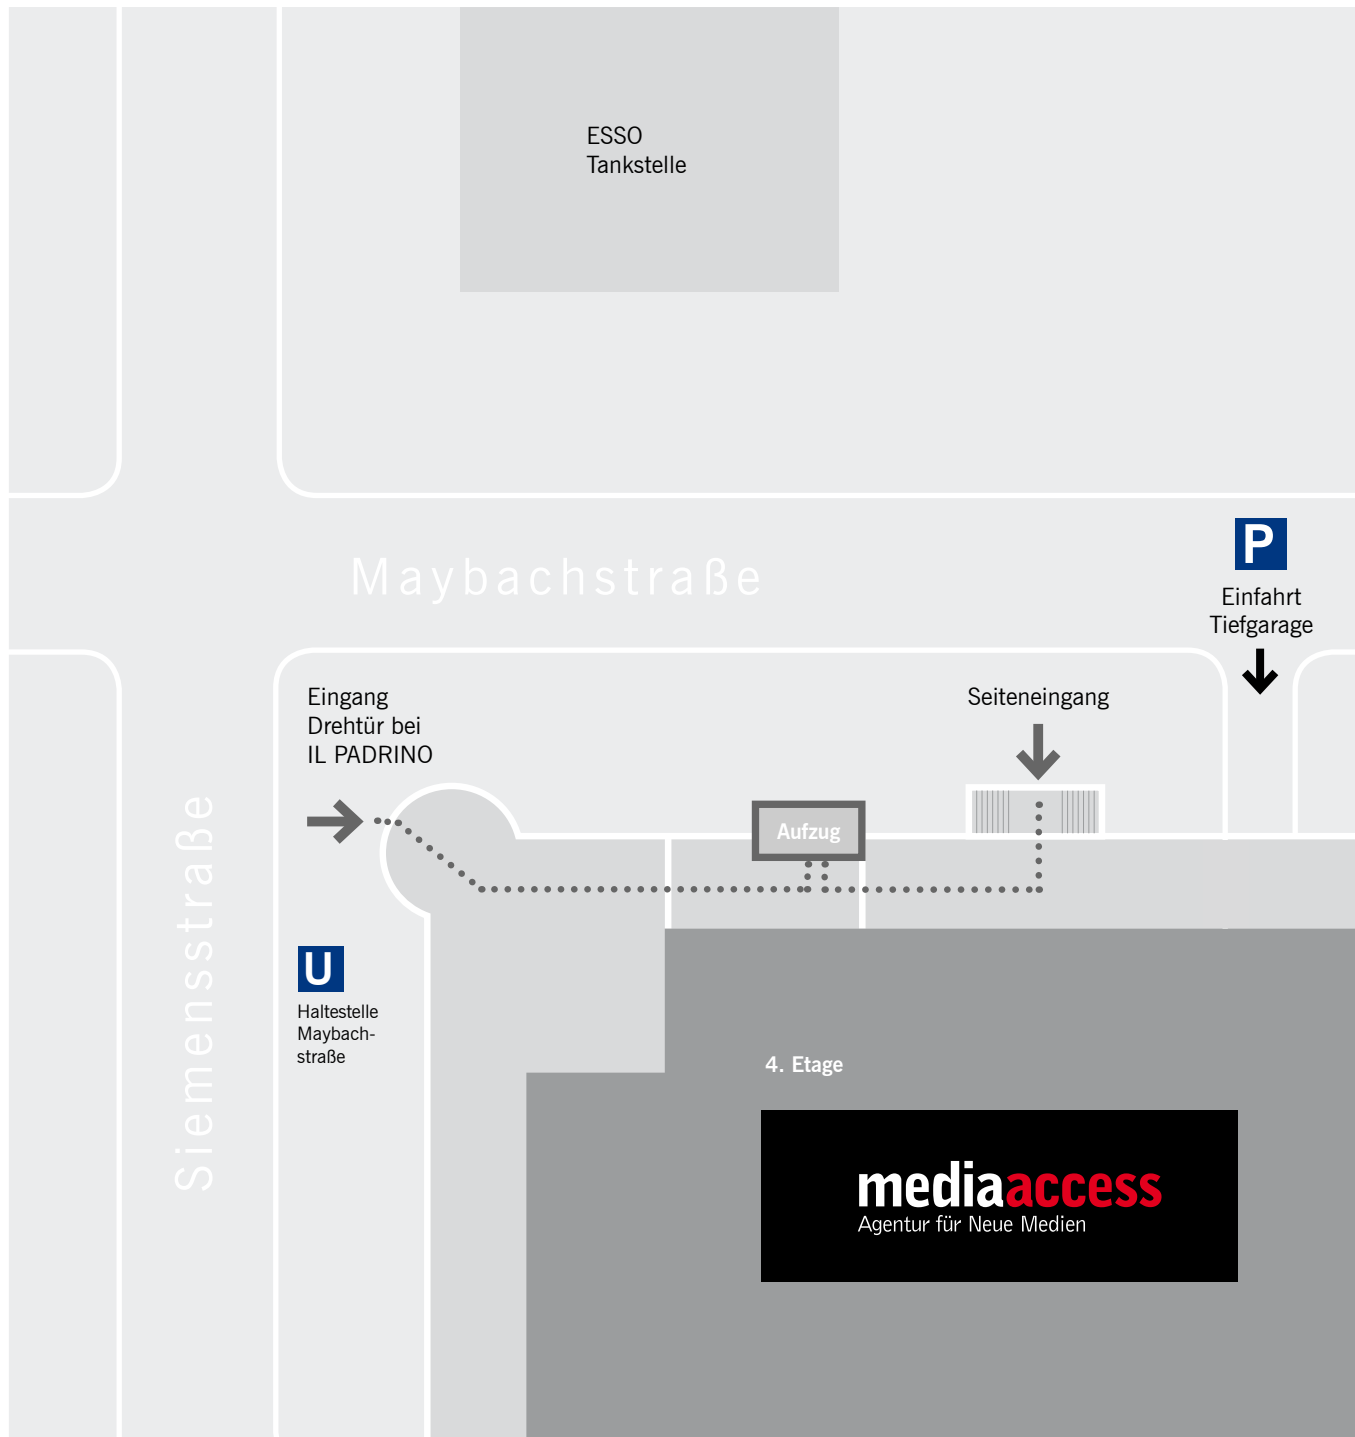 ESSO
Tankstelle
Maybachstraße
P
Einfahrt
Tiefgarage
Eingang
Drehtür bei
IL PADRINO
Seiteneingang
Aufzug
Siemensstraße
U
Haltestelle
Maybach-
straße
4. Etage
mediaaccess
Agentur für Neue Medien